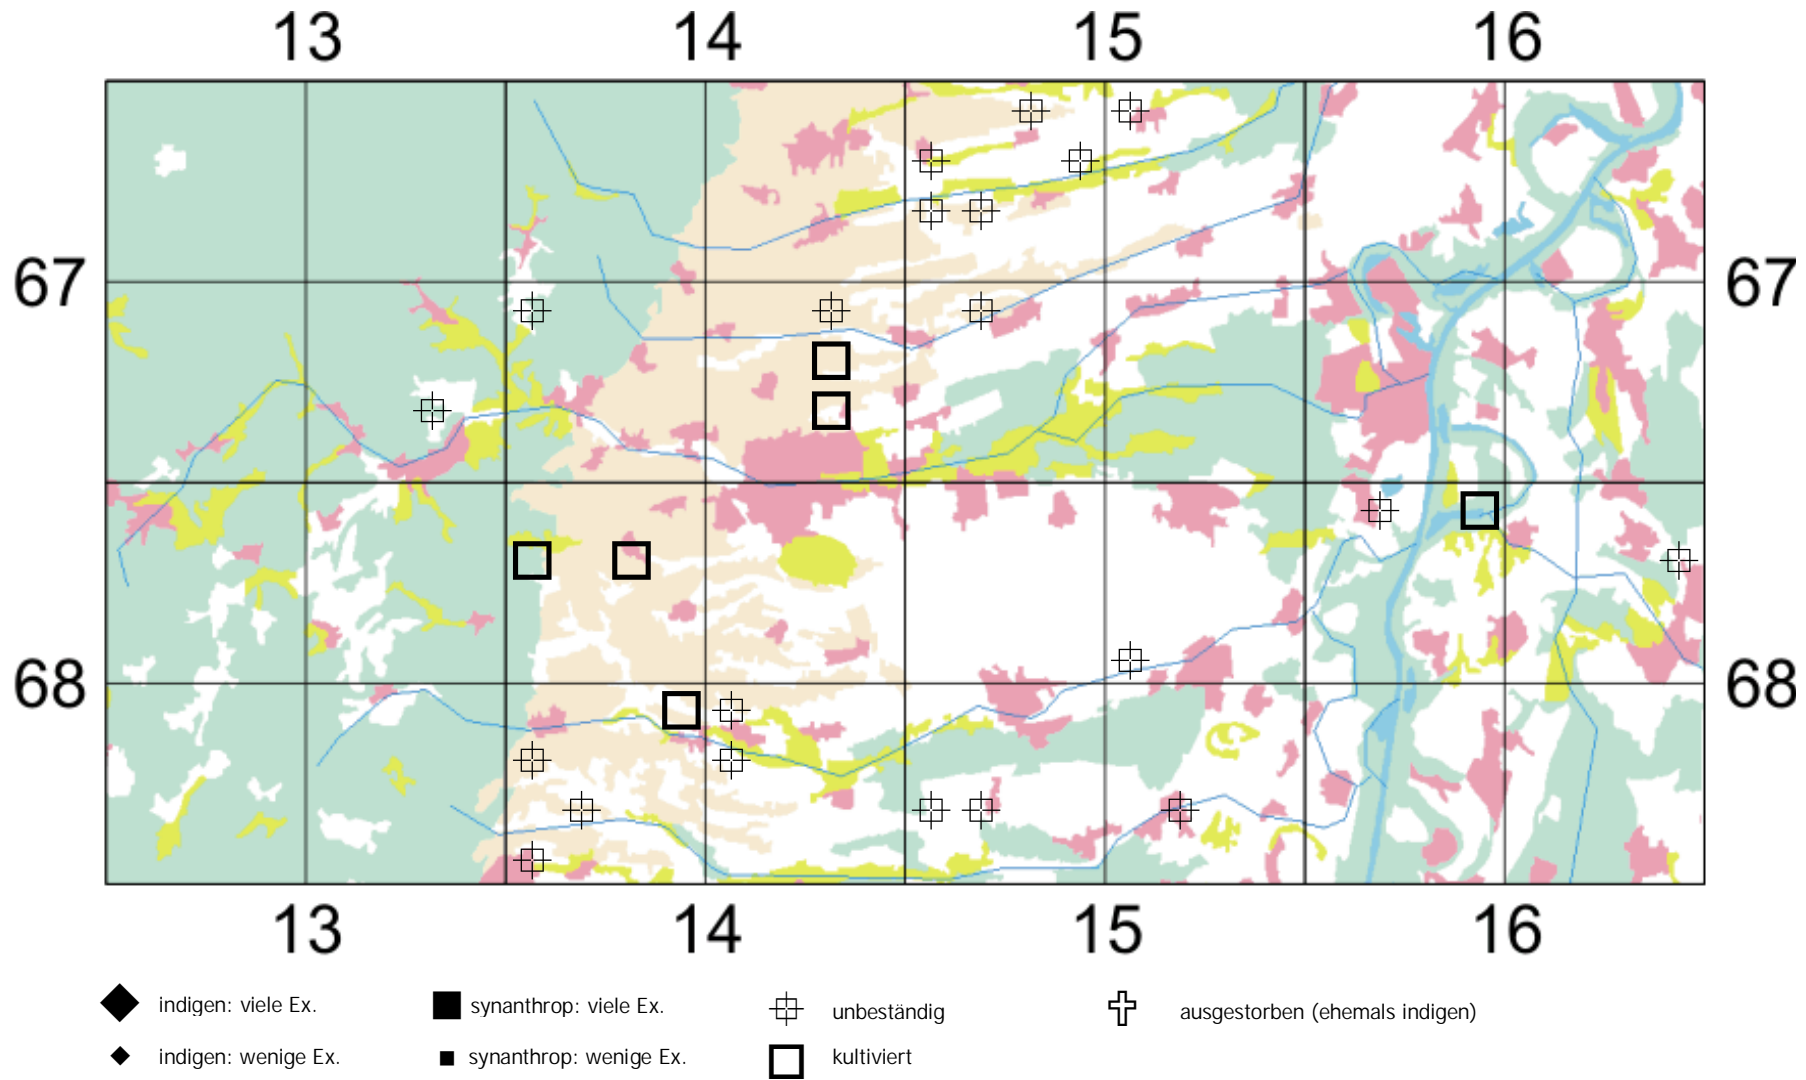 13 14 15 16
67 67
68 68
13 14 15 16
indigen: viele Ex. synanthrop: viele Ex. unbeständig ausgestorben (ehemals indigen)
indigen: wenige Ex. synanthrop: wenige Ex. kultiviert